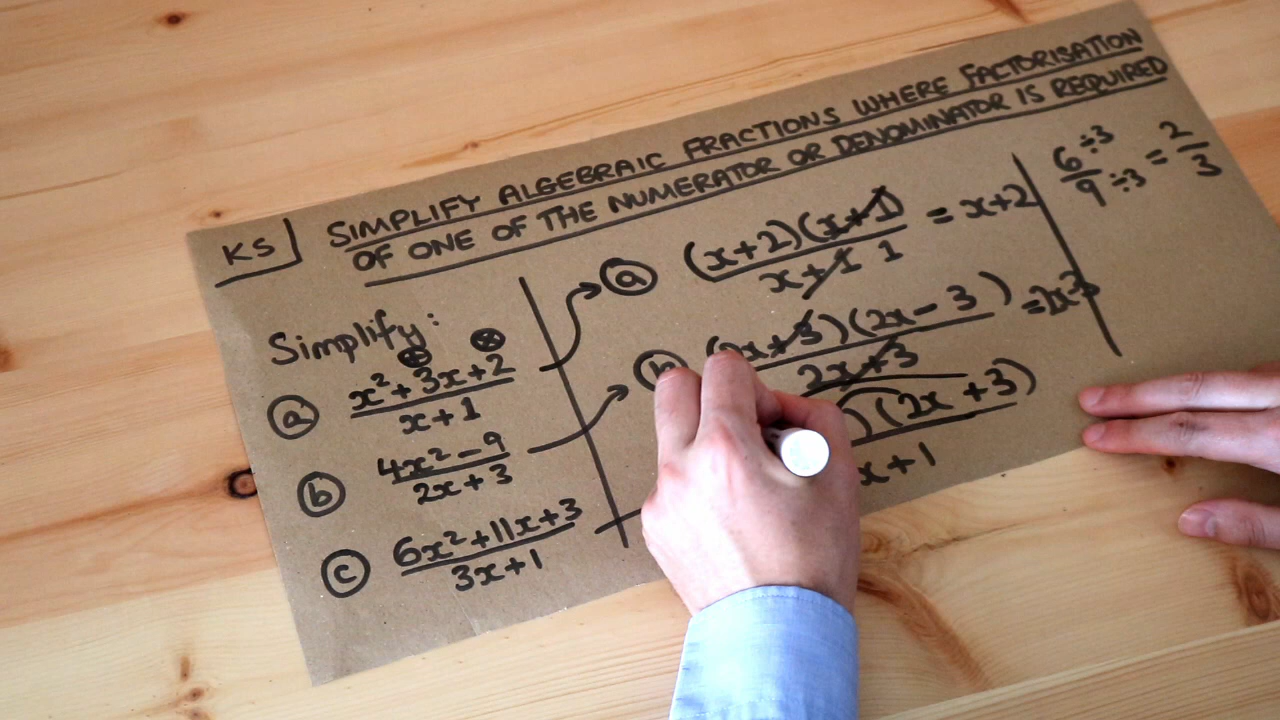 KS
SIMPLIFY ALGEBRAIC FRACTIONS WHERE FACTORISATION
OF ONE OF THE NUMERATOR OR DENOMINATOR IS REQUIRED
Simplify:
(a) x²+3x+2 / x+1
(b) 4x²-9 / 2x+3
(c) 6x²+11x+3 / 3x+1
(a) (x+2)(x+1) / x+1 1 = x+2
(b) (2x+3)(2x-3) / 2x+3
)(2x+3) / x+1
6÷3 / 9÷3 = 2/3